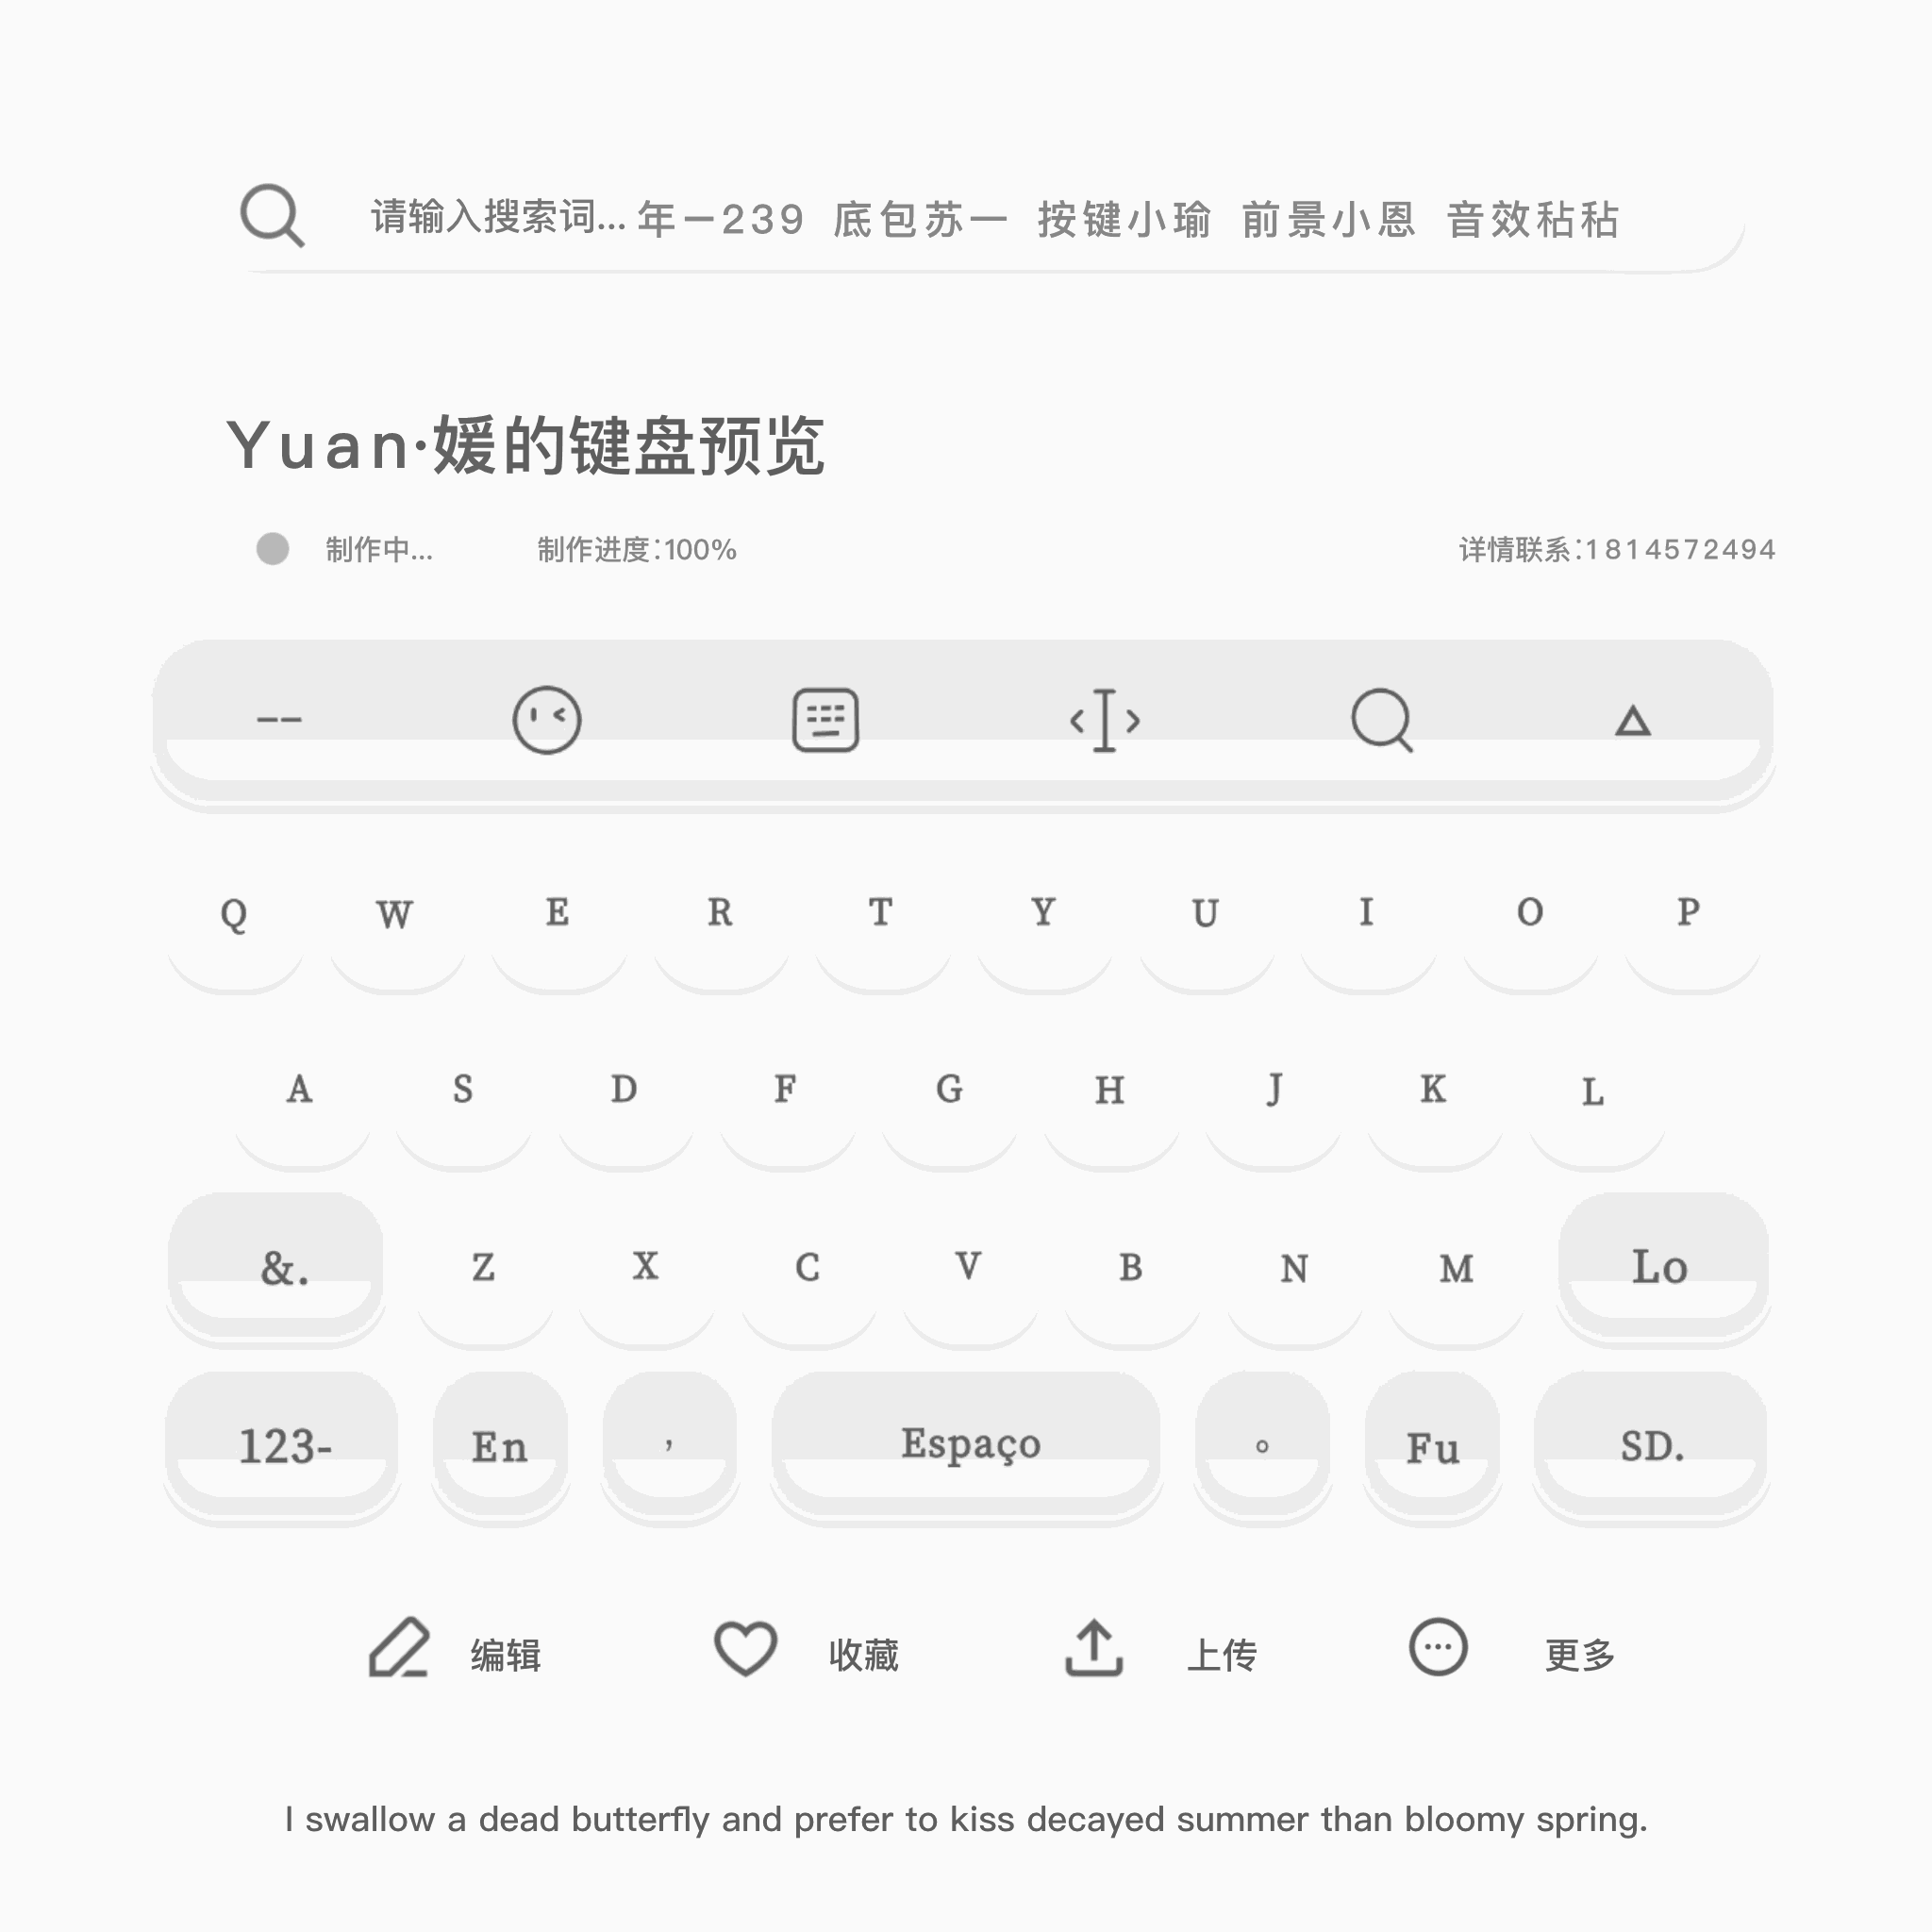 请输入搜索词... 年一239 底包苏一 按键小瑜 前景小恩 音效秥秥
Yuan·媛的键盘预览
制作中... 制作进度:100% 详情联系:1814572494
Q W E R T Y U I O P
A S D F G H J K L
&. Z X C V B N M Lo
123- En , Espaço 。 Fu SD.
编辑 收藏 上传 更多
I swallow a dead butterfly and prefer to kiss decayed summer than bloomy spring.